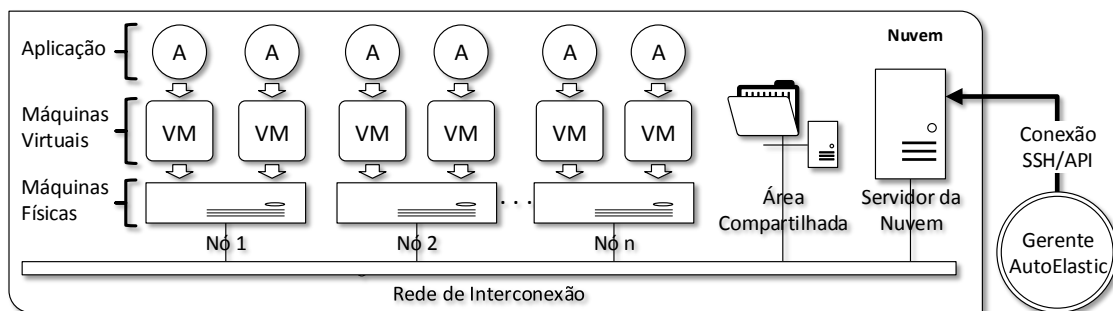 Nuvem
Aplicação
A A A A A A
Máquinas
Virtuais
VM VM VM VM VM VM
Máquinas
Físicas
. . .
Nó 1
Nó 2
Nó n
Área
Compartilhada
Servidor da
Nuvem
Conexão
SSH/API
Gerente
AutoElastic
Rede de Interconexão